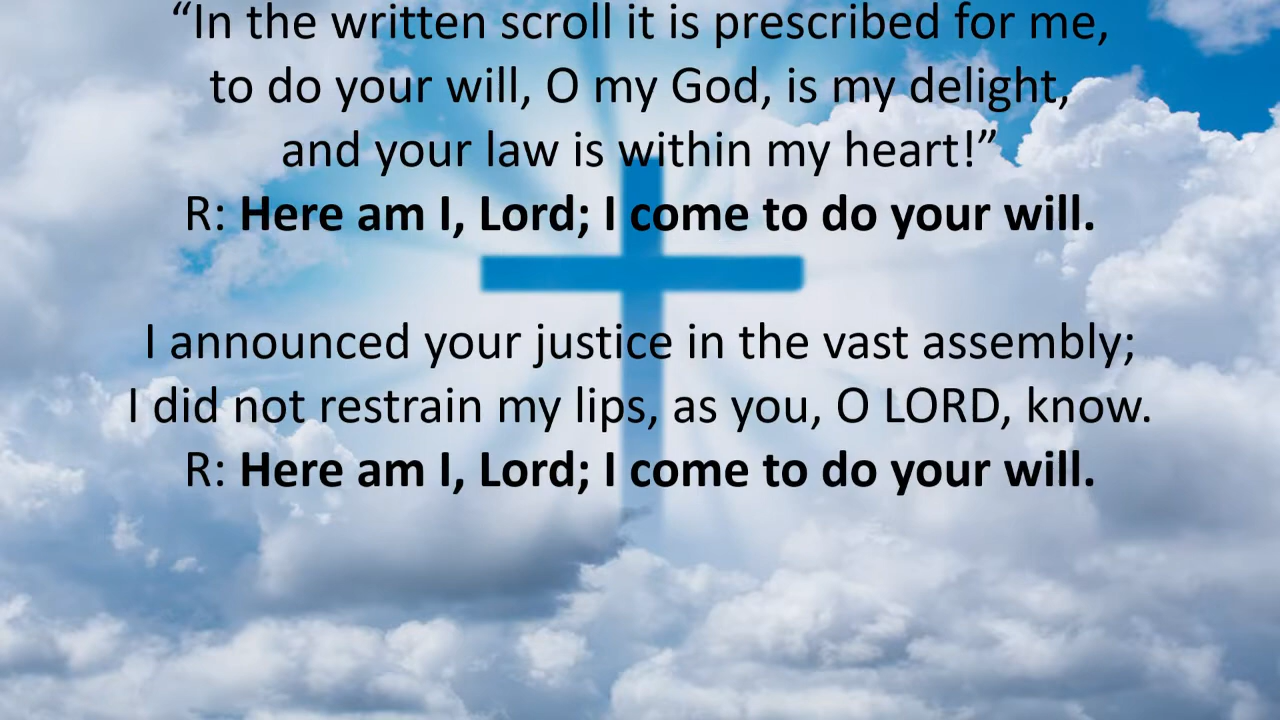 “In the written scroll it is prescribed for me,
to do your will, O my God, is my delight,
and your law is within my heart!”
R: Here am I, Lord; I come to do your will.
I announced your justice in the vast assembly;
I did not restrain my lips, as you, O LORD, know.
R: Here am I, Lord; I come to do your will.